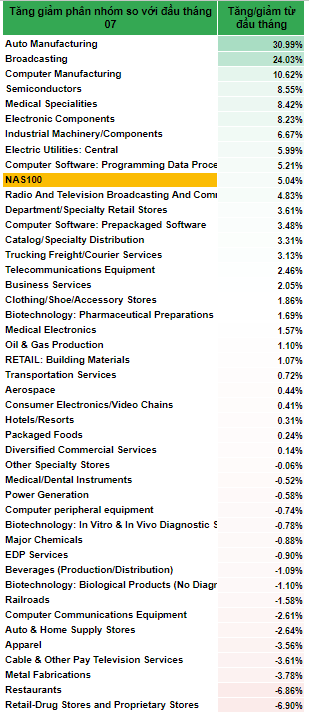 Tăng giảm phân nhóm so với đầu tháng 07 Tăng/giảm từ đầu tháng
Auto Manufacturing 30.99%
Broadcasting 24.03%
Computer Manufacturing 10.62%
Semiconductors 8.55%
Medical Specialities 8.42%
Electronic Components 8.23%
Industrial Machinery/Components 6.67%
Electric Utilities: Central 5.99%
Computer Software: Programming Data Proce 5.21%
NAS100 5.04%
Radio And Television Broadcasting And Com 4.83%
Department/Specialty Retail Stores 3.61%
Computer Software: Prepackaged Software 3.48%
Catalog/Specialty Distribution 3.31%
Trucking Freight/Courier Services 3.13%
Telecommunications Equipment 2.46%
Business Services 2.05%
Clothing/Shoe/Accessory Stores 1.86%
Biotechnology: Pharmaceutical Preparations 1.69%
Medical Electronics 1.57%
Oil & Gas Production 1.10%
RETAIL: Building Materials 1.07%
Transportation Services 0.72%
Aerospace 0.44%
Consumer Electronics/Video Chains 0.41%
Hotels/Resorts 0.31%
Packaged Foods 0.24%
Diversified Commercial Services 0.14%
Other Specialty Stores -0.06%
Medical/Dental Instruments -0.52%
Power Generation -0.58%
Computer peripheral equipment -0.74%
Biotechnology: In Vitro & In Vivo Diagnostic S -0.78%
Major Chemicals -0.88%
EDP Services -0.90%
Beverages (Production/Distribution) -1.09%
Biotechnology: Biological Products (No Diagn -1.10%
Railroads -1.58%
Computer Communications Equipment -2.61%
Auto & Home Supply Stores -2.64%
Apparel -3.56%
Cable & Other Pay Television Services -3.61%
Metal Fabrications -3.78%
Restaurants -6.86%
Retail-Drug Stores and Proprietary Stores -6.90%